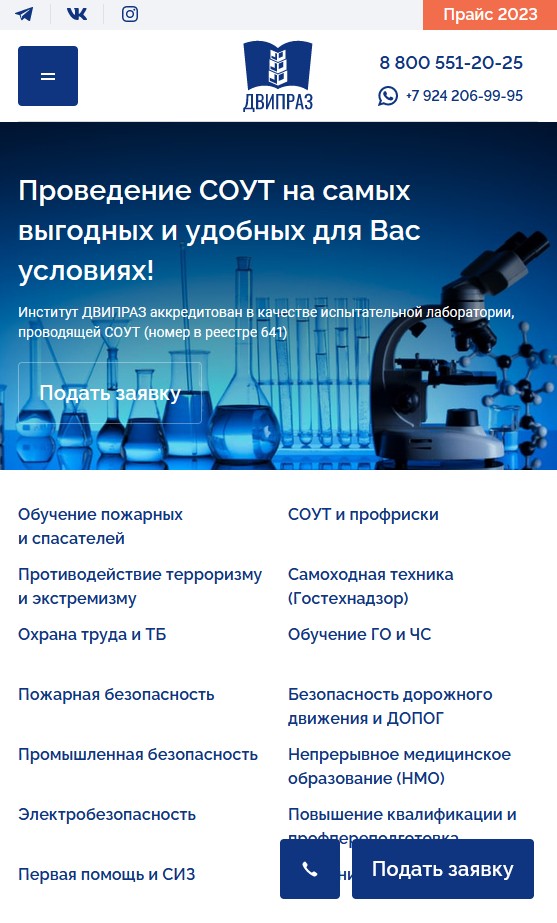 Прайс 2023
8 800 551-20-25
ДВИПРАЗ
+7 924 206-99-95
Проведение СОУТ на самых
выгодных и удобных для Вас
условиях!
Институт ДВИПРАЗ аккредитован в качестве испытательной лаборатории,
проводящей СОУТ (номер в реестре 641)
Подать заявку
Обучение пожарных
и спасателей
СОУТ и профриски
Противодействие терроризму
и экстремизму
Самоходная техника
(Гостехнадзор)
Охрана труда и ТБ
Обучение ГО и ЧС
Пожарная безопасность
Безопасность дорожного
движения и ДОПОГ
Промышленная безопасность
Непрерывное медицинское
образование (НМО)
Электробезопасность
Повышение квалификации и
профпереподготовка
Первая помощь и СИЗ
Подать заявку